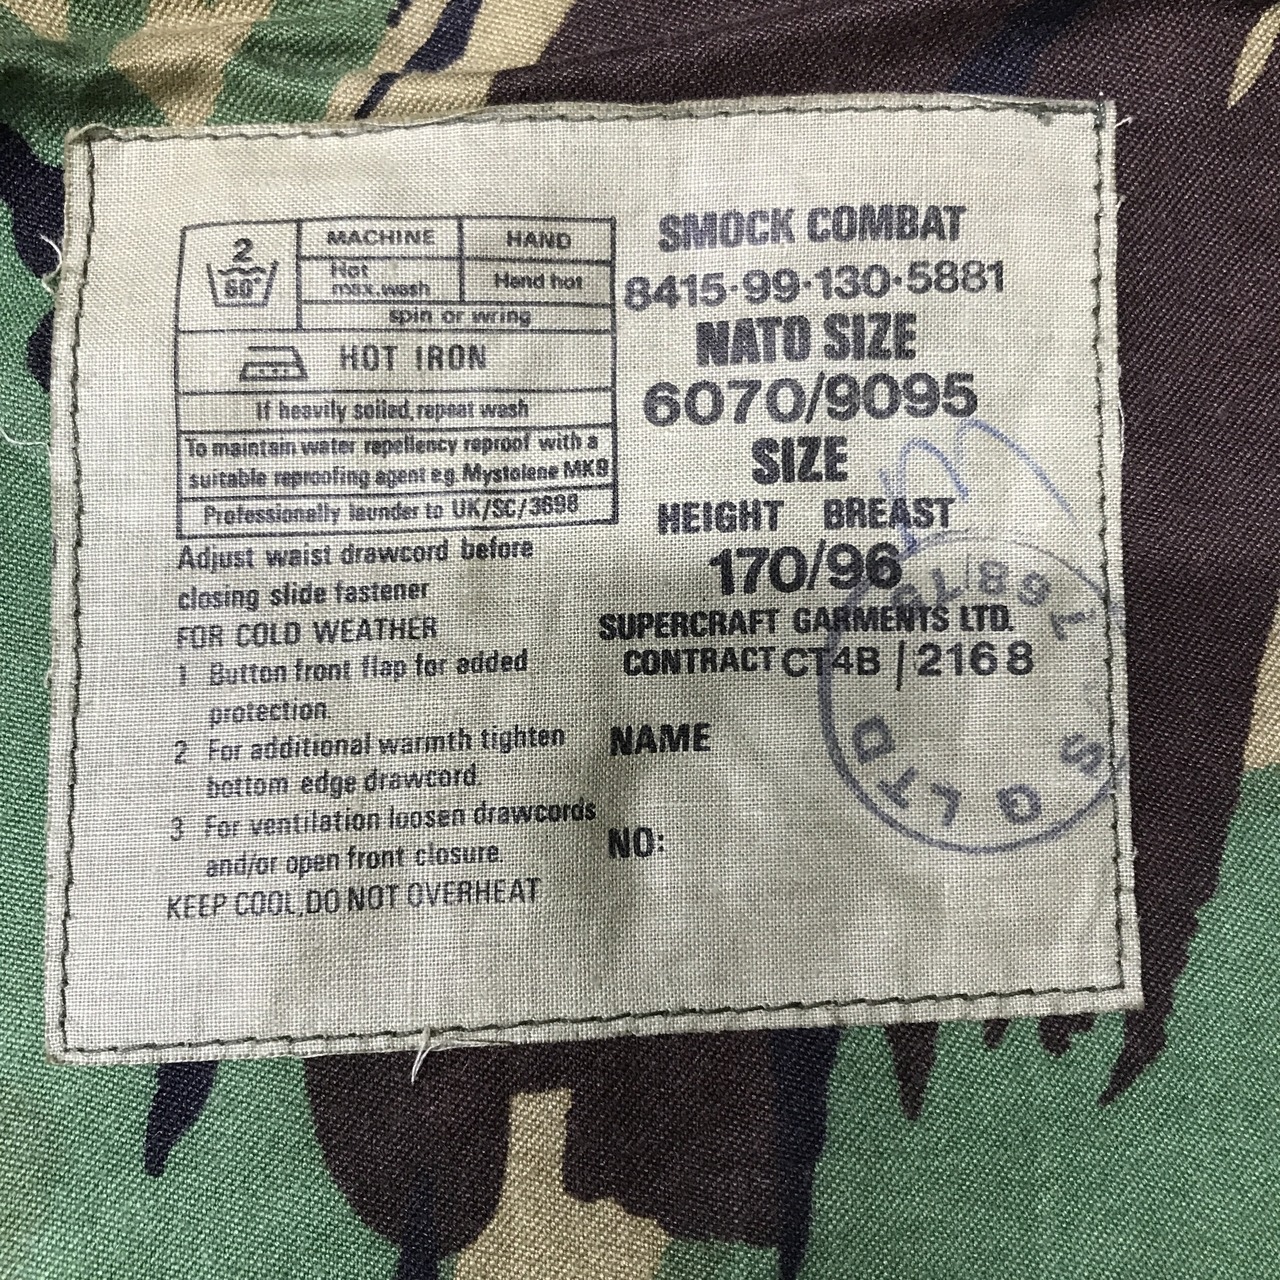 2
60°
MACHINE
HAND
Hot
max.wash
Hand hot
spin or wring
HOT IRON
If heavily soiled, repeat wash
To maintain water repellency reproof with a
suitable reproofing agent e.g. Mystolene MK9
Professionally launder to UK/SC/3698
Adjust waist drawcord before
closing slide fastener
FOR COLD WEATHER
1 Button front flap for added
protection.
2 For additional warmth tighten
bottom edge drawcord.
3 For ventilation loosen drawcords
and/or open front closure.
KEEP COOL, DO NOT OVERHEAT
SMOCK COMBAT
8415·99·130·5881
NATO SIZE
6070/9095
SIZE
HEIGHT BREAST
170/96
SUPERCRAFT GARMENTS LTD.
CONTRACT CT4B/2168
NAME
NO:
S G LTD